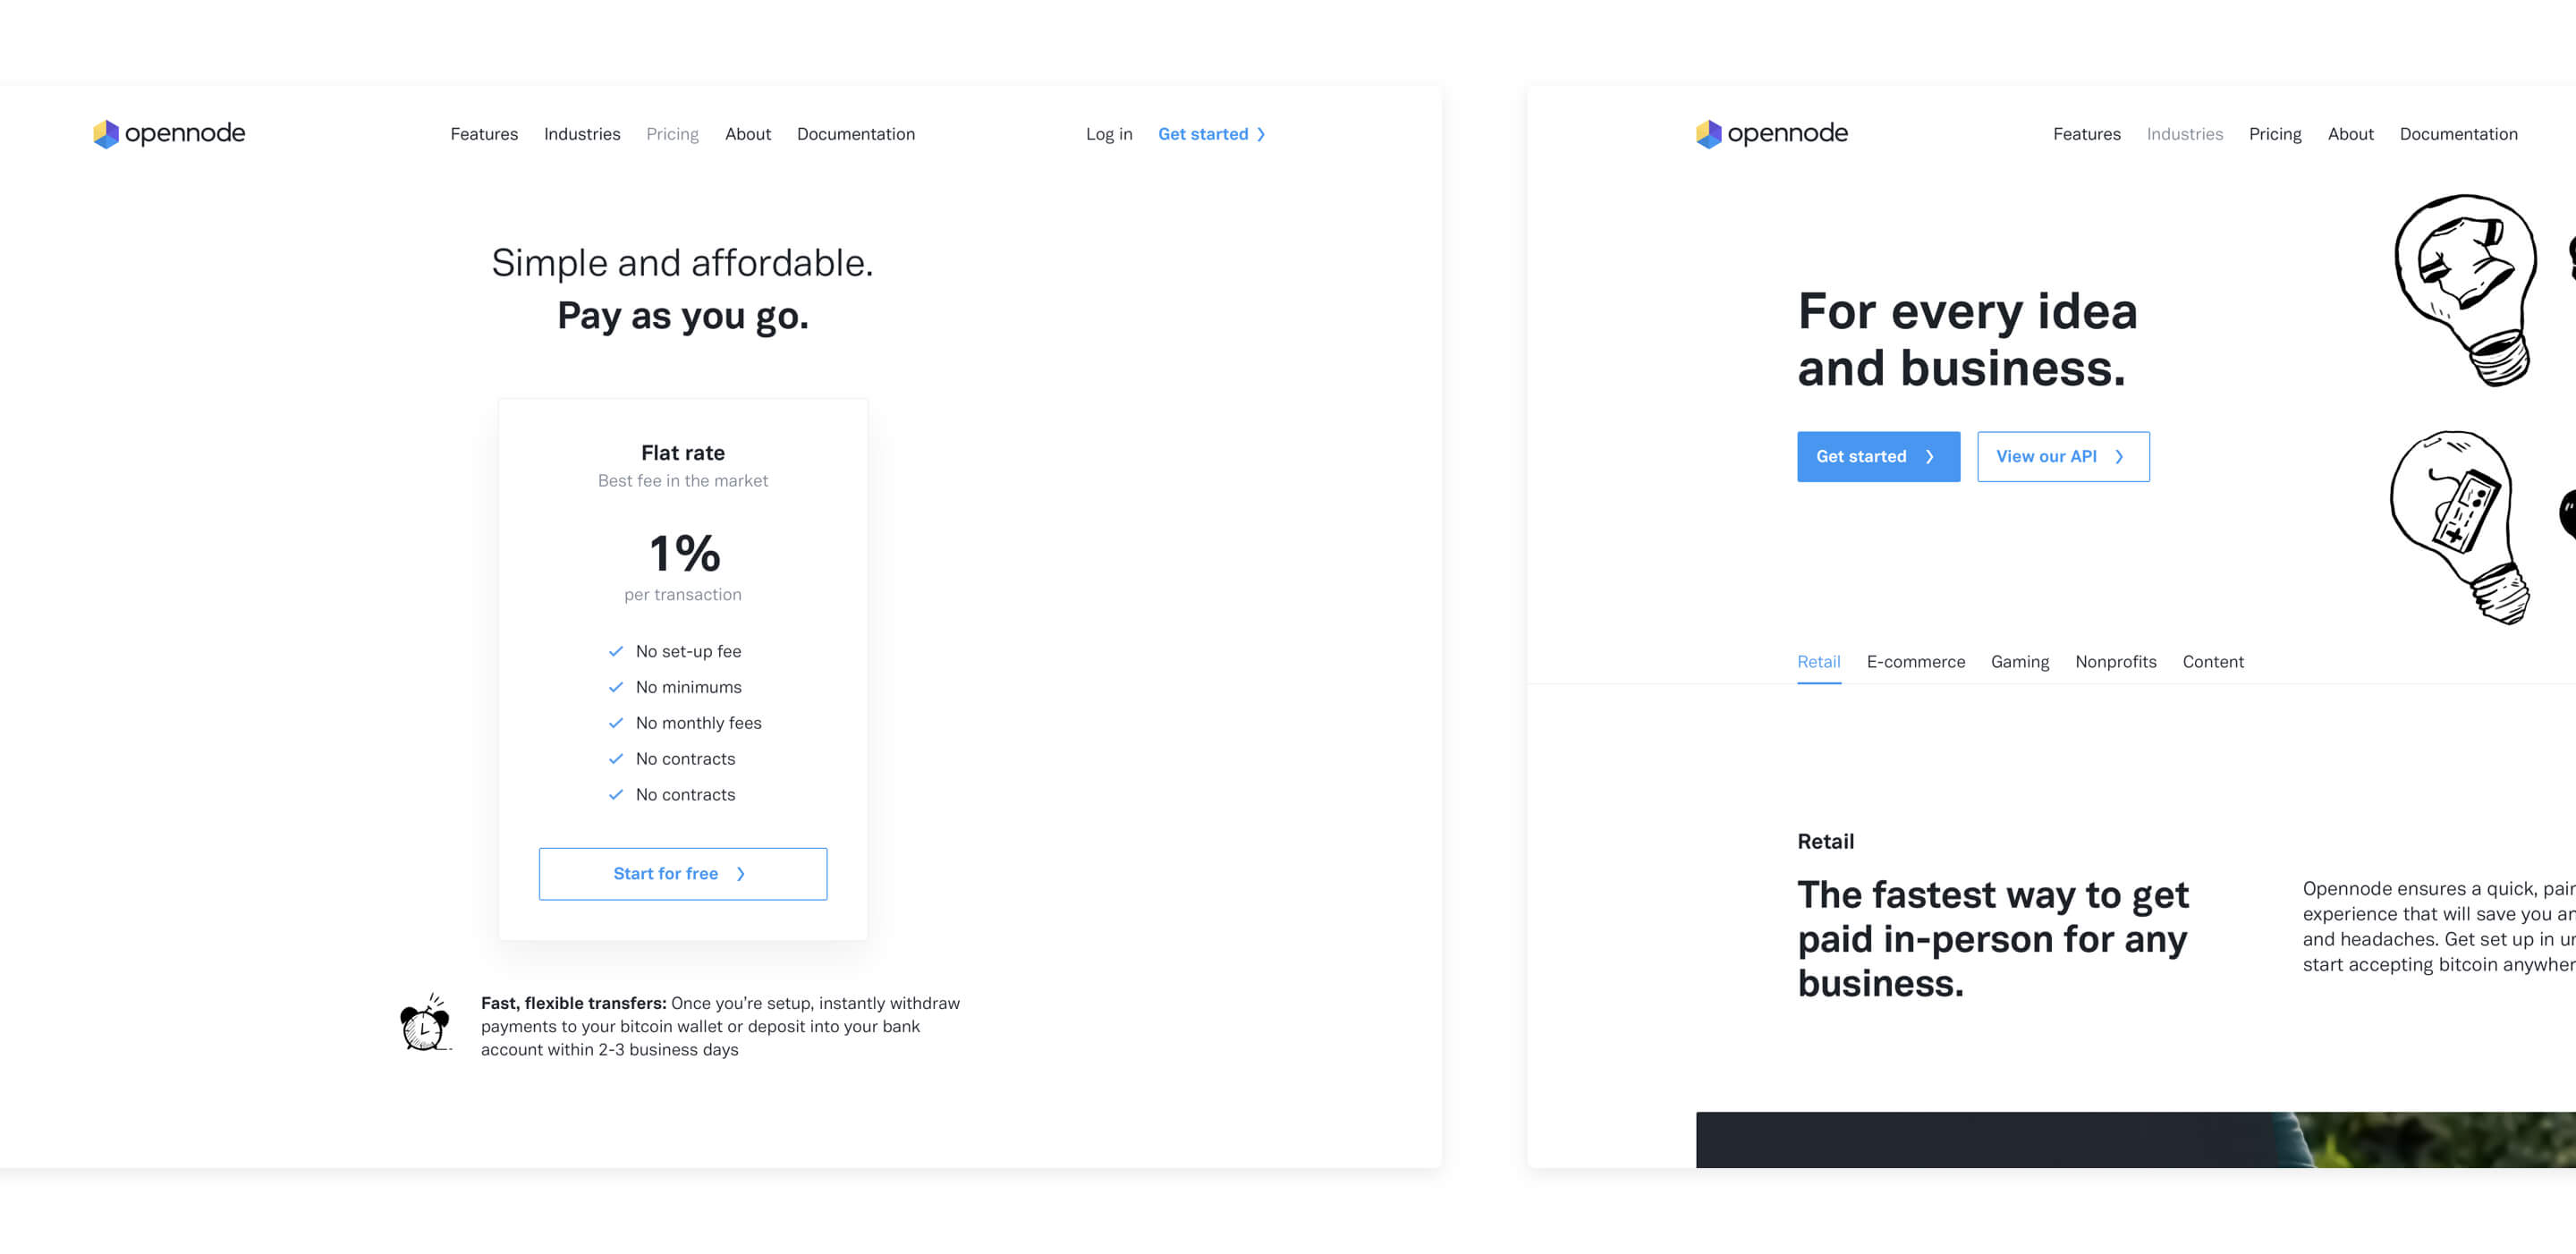 opennode
Features Industries Pricing About Documentation
Log in Get started
Simple and affordable.
Pay as you go.
Flat rate
Best fee in the market
1%
per transaction
No set-up fee
No minimums
No monthly fees
No contracts
No contracts
Start for free
Fast, flexible transfers: Once you’re setup, instantly withdraw
payments to your bitcoin wallet or deposit into your bank
account within 2-3 business days
opennode
Features Industries Pricing About Documentation
For every idea
and business.
Get started View our API
Retail E-commerce Gaming Nonprofits Content
Retail
The fastest way to get
paid in-person for any
business.
Opennode ensures a quick,
experience that will save you
and headaches. Get set up in
start accepting bitcoin